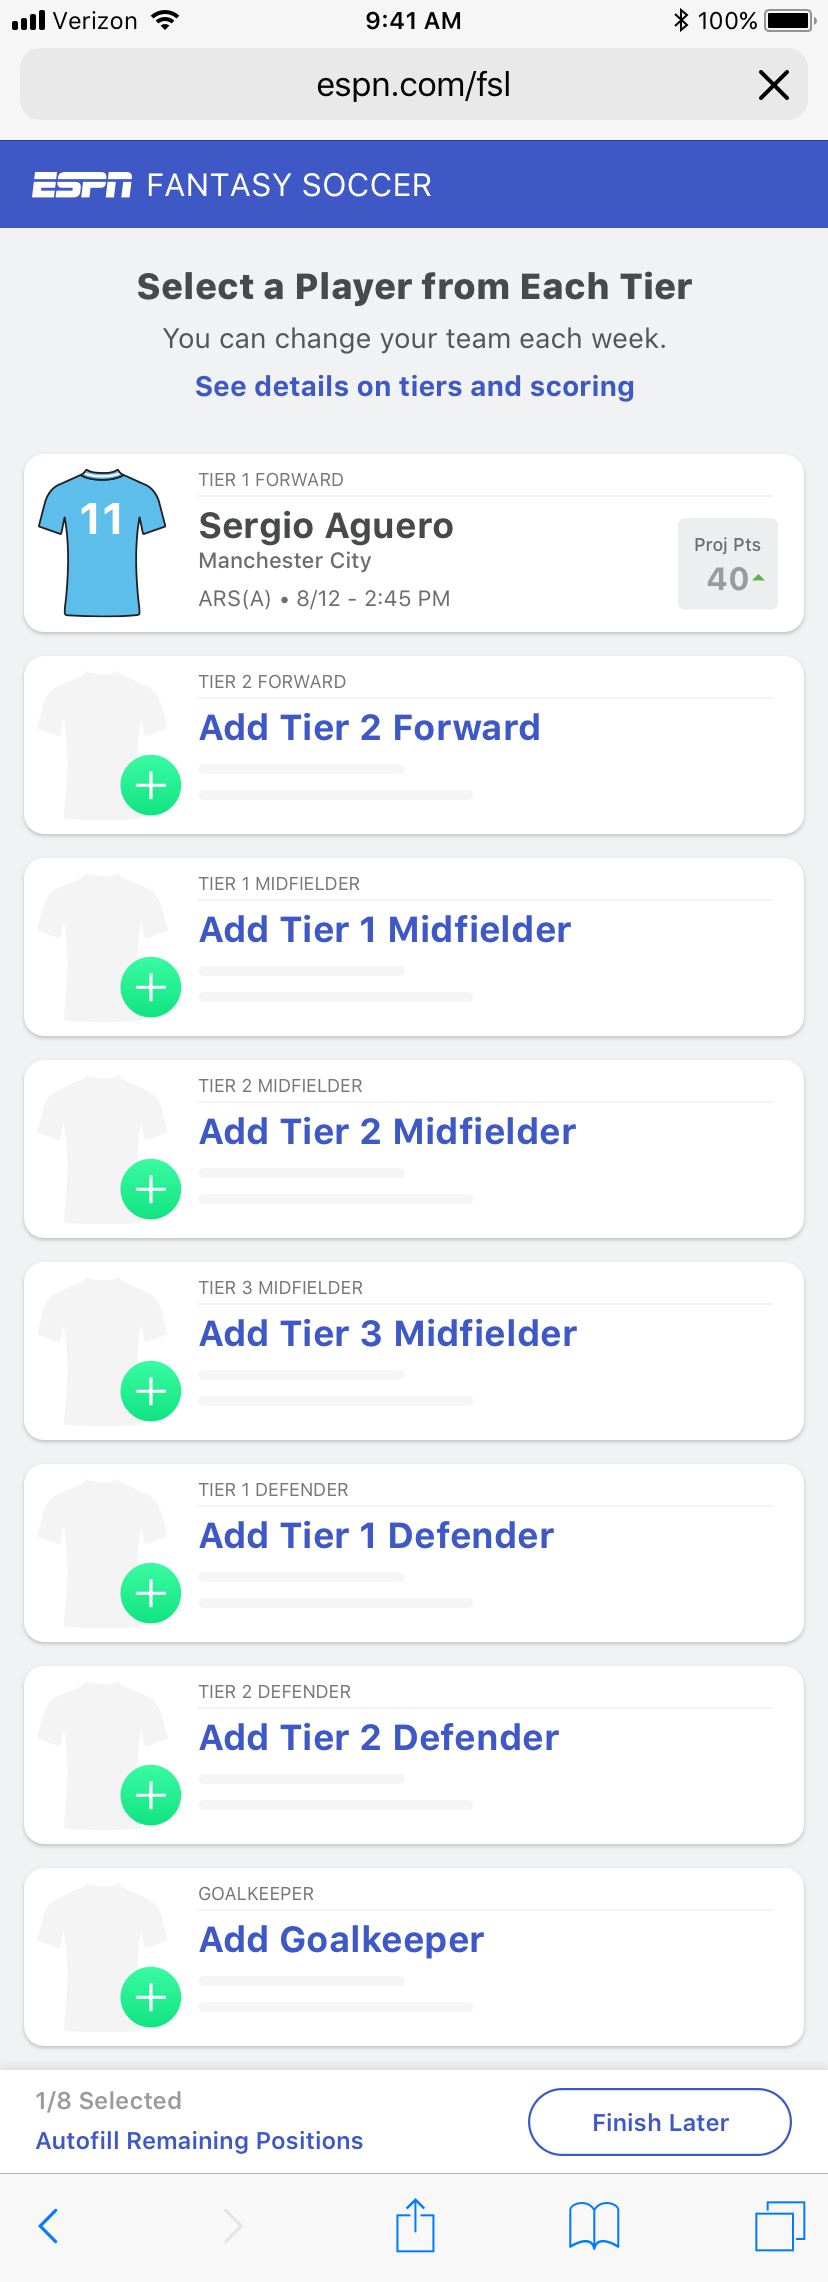 Verizon 9:41 AM 100%
espn.com/fsl
ESPN FANTASY SOCCER
Select a Player from Each Tier
You can change your team each week.
See details on tiers and scoring
TIER 1 FORWARD
11
Sergio Aguero
Manchester City
ARS(A) • 8/12 - 2:45 PM
Proj Pts
40
TIER 2 FORWARD
Add Tier 2 Forward
TIER 1 MIDFIELDER
Add Tier 1 Midfielder
TIER 2 MIDFIELDER
Add Tier 2 Midfielder
TIER 3 MIDFIELDER
Add Tier 3 Midfielder
TIER 1 DEFENDER
Add Tier 1 Defender
TIER 2 DEFENDER
Add Tier 2 Defender
GOALKEEPER
Add Goalkeeper
1/8 Selected
Autofill Remaining Positions
Finish Later